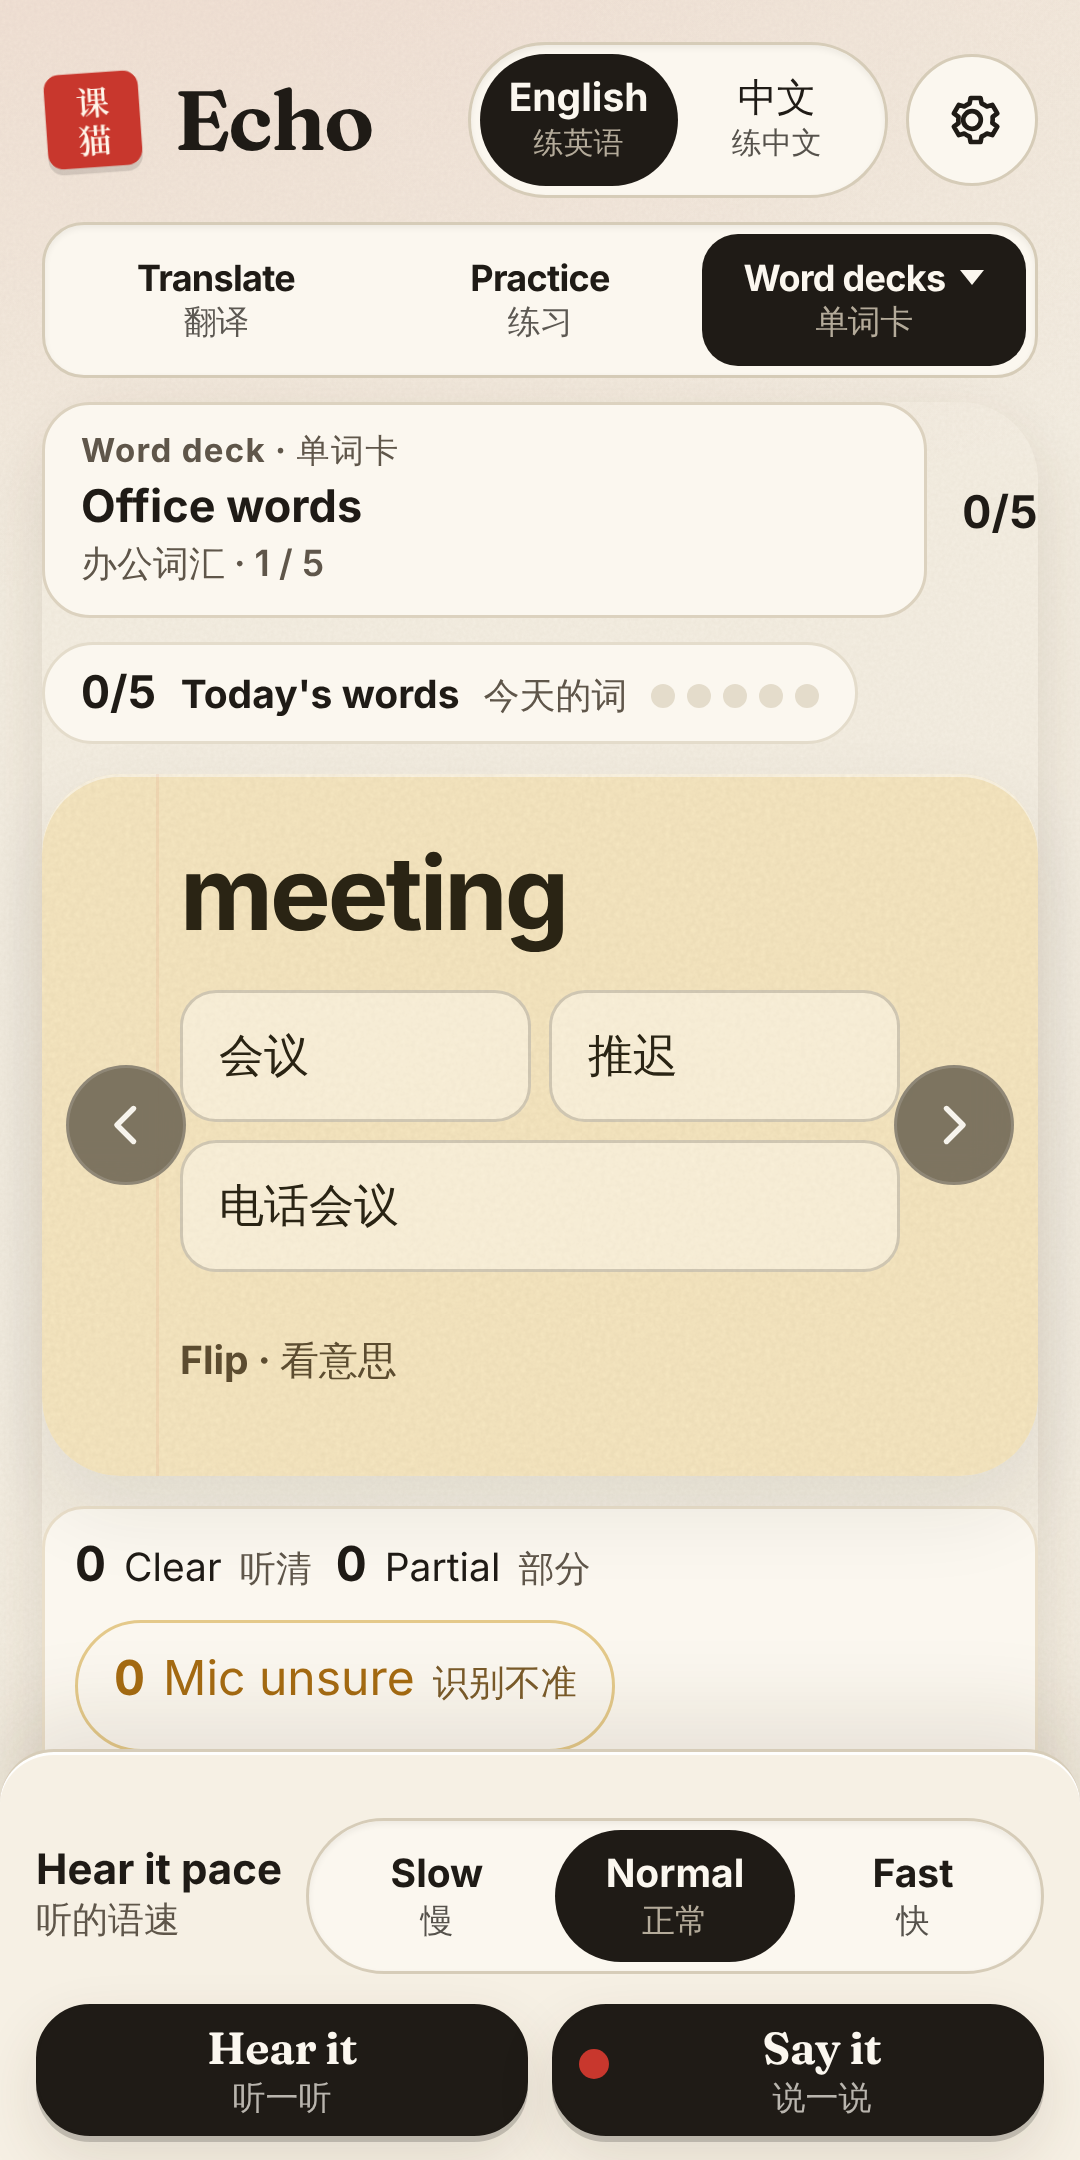 课猫
Echo
English
练英语
中文
练中文
Translate
翻译
Practice
练习
Word decks
单词卡
Word deck · 单词卡
Office words
办公词汇 · 1 / 5
0/5
0/5 Today's words 今天的词
meeting
会议
推迟
电话会议
Flip · 看意思
0 Clear 听清 0 Partial 部分
0 Mic unsure 识别不准
Hear it pace
听的语速
Slow
慢
Normal
正常
Fast
快
Hear it
听一听
Say it
说一说